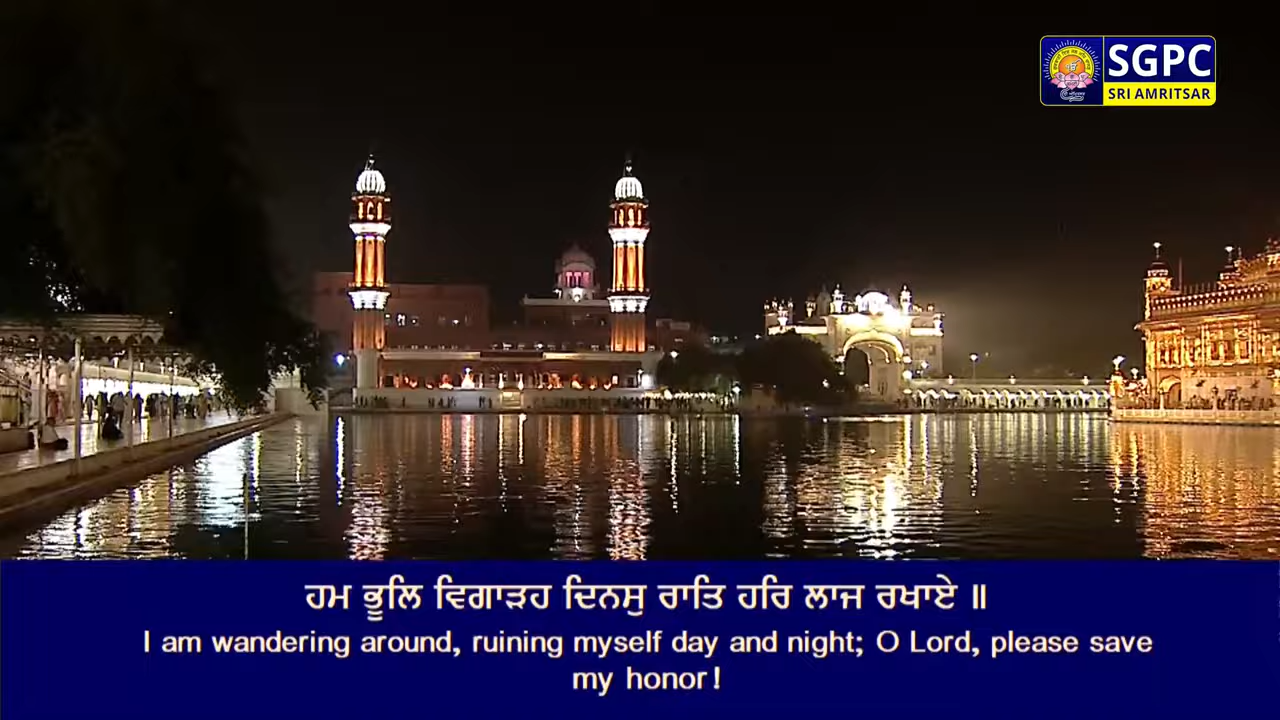 SGPC
SRI AMRITSAR
ਹਮ ਭੂਲਿ ਵਿਗਾੜਹ ਦਿਨਸੁ ਰਾਤਿ ਹਰਿ ਲਾਜ ਰਖਾਏ ॥
I am wandering around, ruining myself day and night; O Lord, please save
my honor!